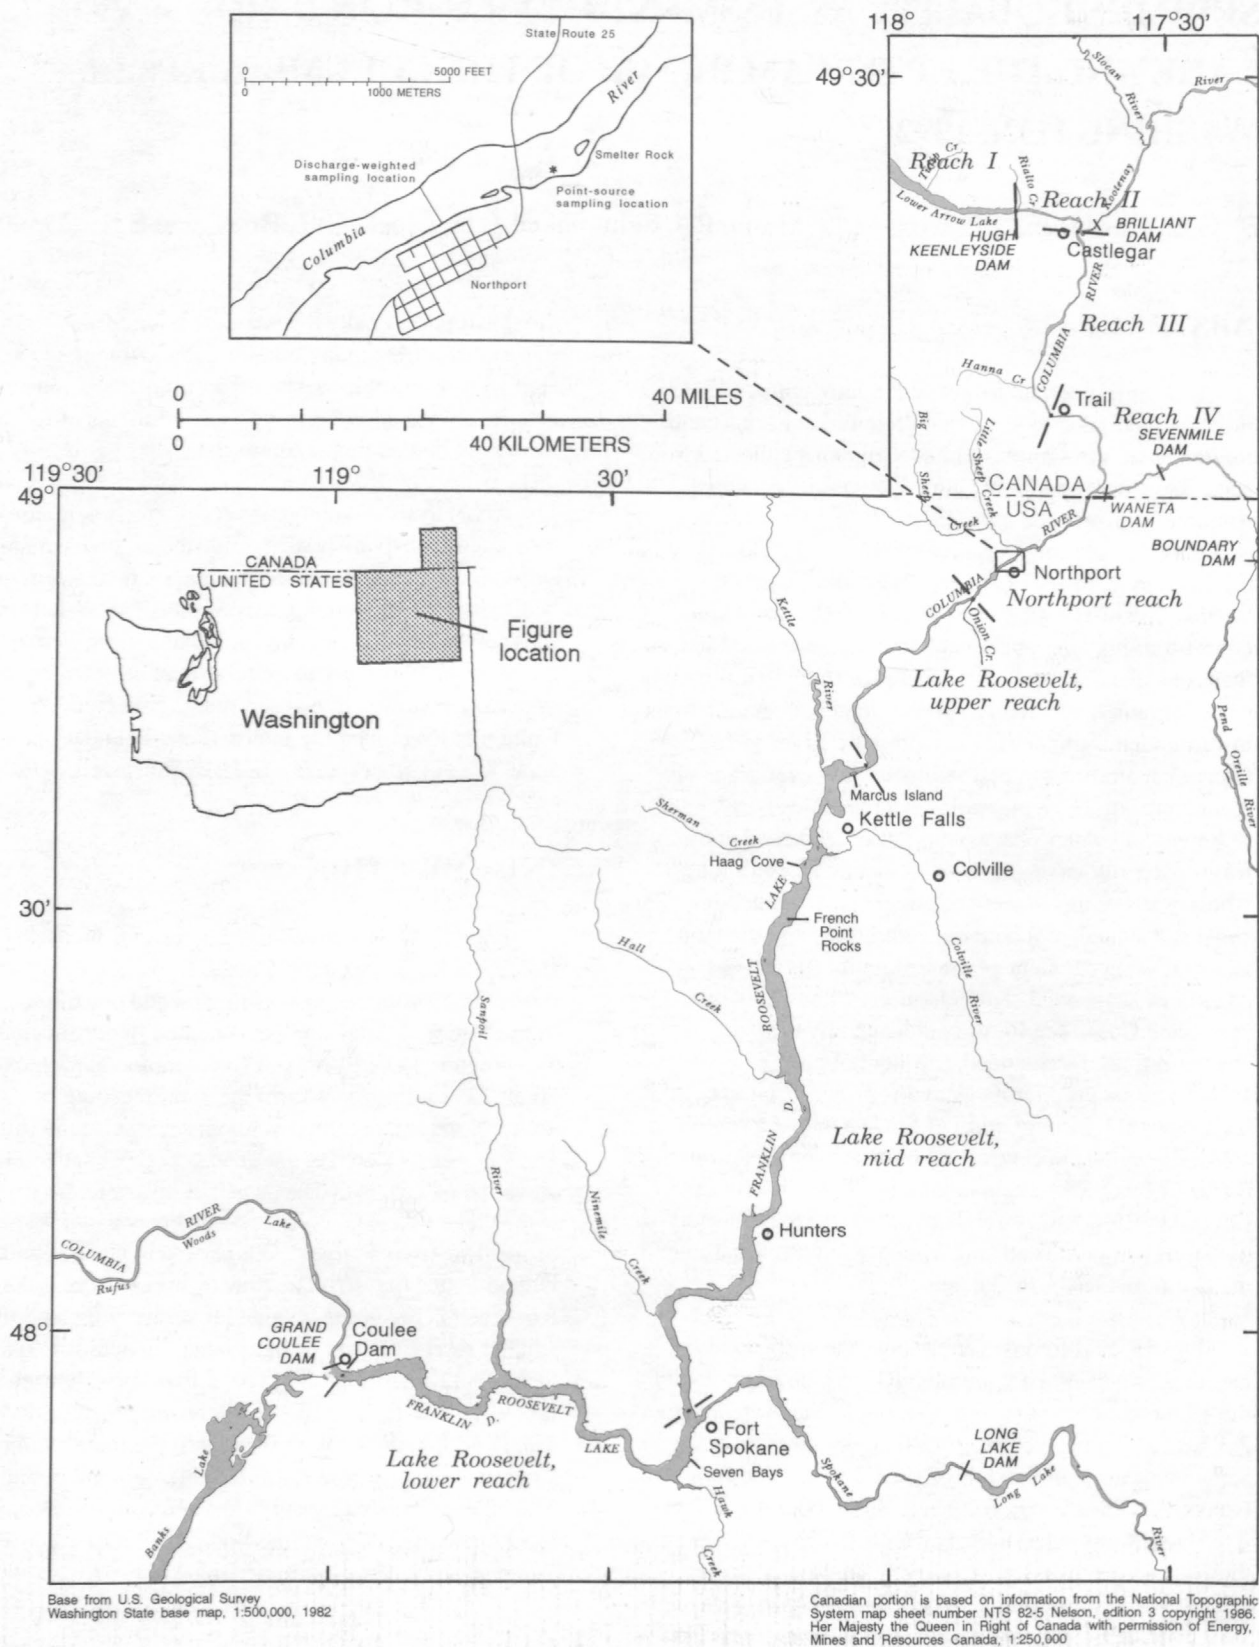 118°
117°30'
49°30'
State Route 25
0
5000 FEET
0
1000 METERS
River
Smelter Rock
*
Discharge-weighted
sampling location
Point-source
sampling location
Columbia
Northport
Slocan
River
River
Reach I
Cr
Rialto Cr
Kootenay
Reach II
X
Lower Arrow Lake
HUGH
KEENLEYSIDE
DAM
BRILLIANT
DAM
Castlegar
RIVER
Reach III
COLUMBIA
Hanna Cr
Trail
Reach IV
SEVENMILE
DAM
Big
Sheep
Creek
Little
Sheep
Creek
CANADA
USA
RIVER
WANETA
DAM
BOUNDARY
DAM
0
40 MILES
0
40 KILOMETERS
119°30'
119°
30'
49°
CANADA
UNITED STATES
Figure
location
Washington
Northport
Northport reach
COLUMBIA
Onion Cr.
Kettle
River
Lake Roosevelt,
upper reach
Pend
Oreille
River
Marcus Island
Kettle Falls
Sherman
Creek
Haag Cove
Colville
LAKE
French
Point
Rocks
30'
Hall
Creek
ROOSEVELT
Colville
River
Sanpoil
River
D.
FRANKLIN
Lake Roosevelt,
mid reach
Ninemile
Creek
Hunters
COLUMBIA
RIVER
Rufus
Woods
Lake
48°
GRAND
COULEE
DAM
Coulee
Dam
FRANKLIN
D.
ROOSEVELT
LAKE
Lake Roosevelt,
lower reach
Fort
Spokane
Seven Bays
Hawk
Creek
Spokane
LONG
LAKE
DAM
Long Lake
River
Banks
Lake
Base from U.S. Geological Survey
Washington State base map, 1:500,000, 1982
Canadian portion is based on information from the National Topographic
System map sheet number NTS 82-5 Nelson, edition 3 copyright 1986.
Her Majesty the Queen in Right of Canada with permission of Energy,
Mines and Resources Canada, 1:250,000